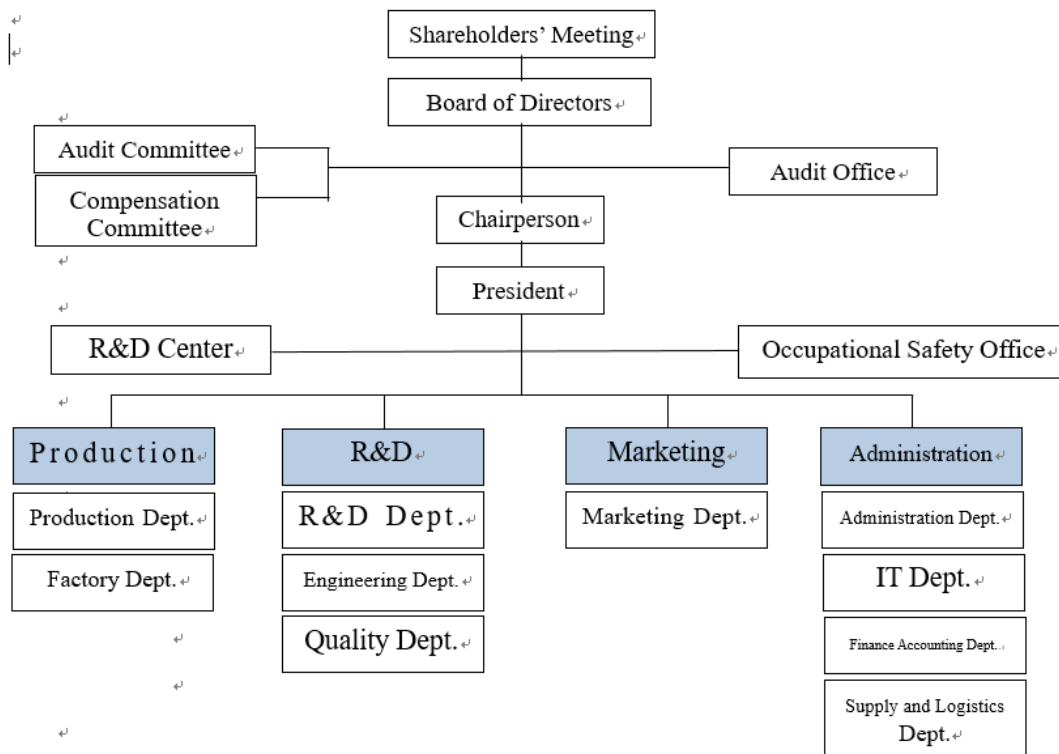 Shareholders' Meeting
Board of Directors
Audit Committee
Audit Office
Compensation
Committee
Chairperson
President
R&D Center
Occupational Safety Office
Production
R&D
Marketing
Administration
Production Dept.
R&D Dept.
Marketing Dept.
Administration Dept.
Factory Dept.
Engineering Dept.
IT Dept.
Quality Dept.
Finance Accounting Dept.
Supply and Logistics
Dept.